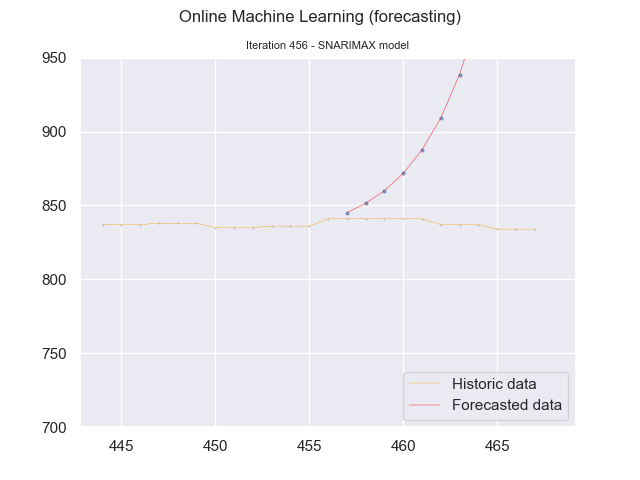 Online Machine Learning (forecasting)
Iteration 456 - SNARIMAX model
950
900
850
800
750
700
445
450
455
460
465
Historic data
Forecasted data